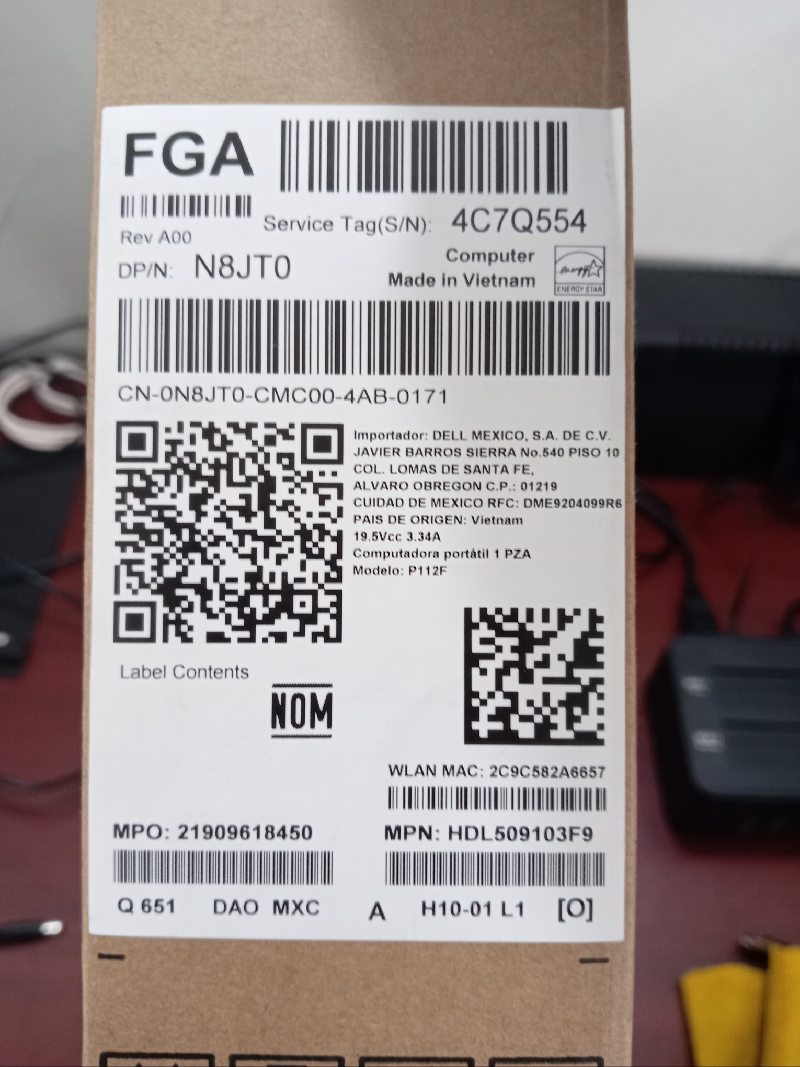 FGA
Service Tag(S/N): 4C7Q554
Rev A00
DP/N: N8JT0
Computer
Made in Vietnam
ENERGY STAR
CN-0N8JT0-CMC00-4AB-0171
Importador: DELL MEXICO, S.A. DE C.V.
JAVIER BARROS SIERRA No.540 PISO 10
COL. LOMAS DE SANTA FE,
ALVARO OBREGON C.P.: 01219
CUIDAD DE MEXICO RFC: DME9204099R6
PAIS DE ORIGEN: Vietnam
19.5Vcc 3.34A
Computadora portátil 1 PZA
Modelo: P112F
Label Contents
NOM
WLAN MAC: 2C9C582A6657
MPO: 21909618450 MPN: HDL509103F9
Q 651 DAO MXC A H10-01 L1 [O]